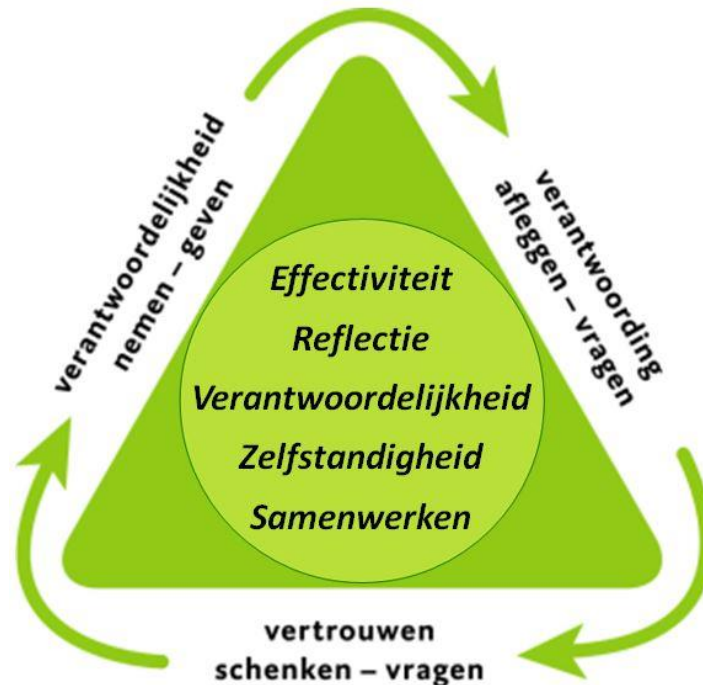 verantwoordelijkheid
nemen – geven
verantwoording
afleggen – vragen
Effectiviteit
Reflectie
Verantwoordelijkheid
Zelfstandigheid
Samenwerken
vertrouwen
schenken – vragen